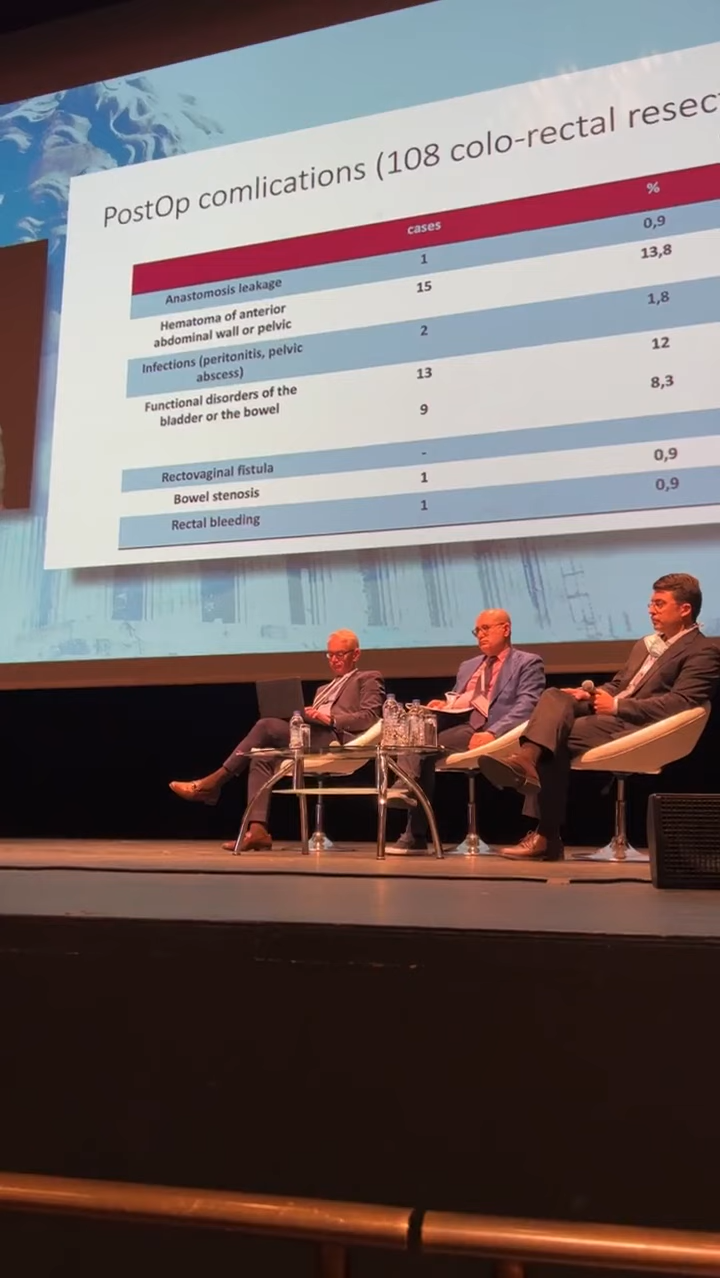 PostOp comlications (108 colo-rectal resec
cases %
Anastomosis leakage 1 0,9
Hematoma of anterior
abdominal wall or pelvic 15 13,8
Infections (peritonitis, pelvic
abscess) 2 1,8
Functional disorders of the
bladder or the bowel 13 12
9 8,3
Rectovaginal fistula -
Bowel stenosis 1 0,9
Rectal bleeding 1 0,9